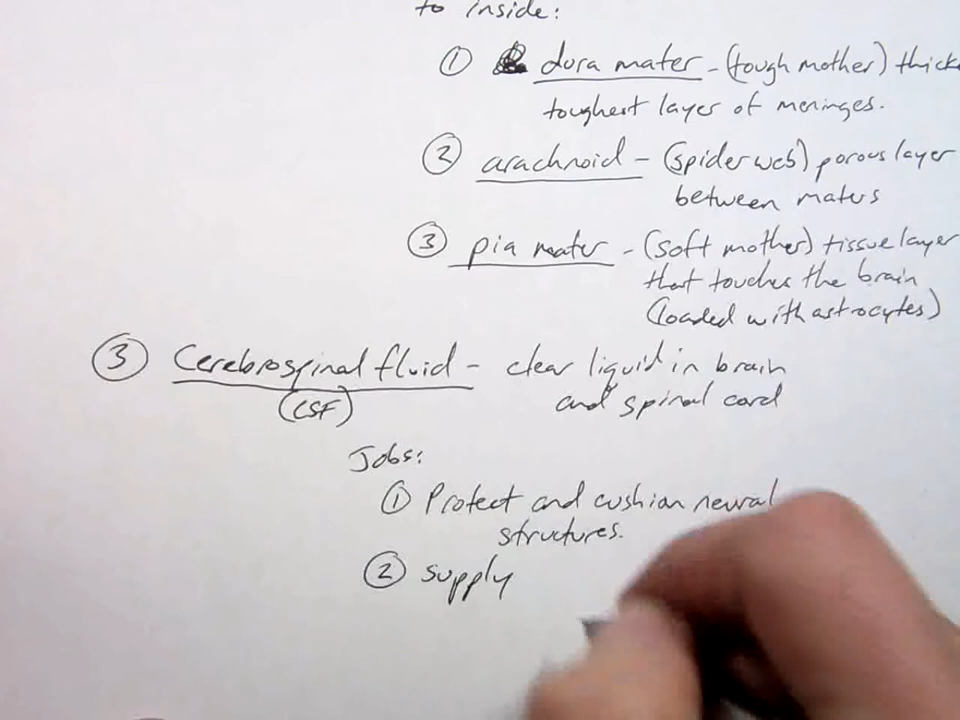 to inside:
① dura mater - (tough mother) thick
toughest layer of meninges.
② arachnoid - (spider web) porous layer
between maters
③ pia mater - (soft mother) tissue layer
that touches the brain
(loaded with astrocytes)
③ Cerebrospinal fluid - clear liquid in brain
(CSF) and spinal cord
Jobs:
① Protect and cushian neural
structures.
② supply